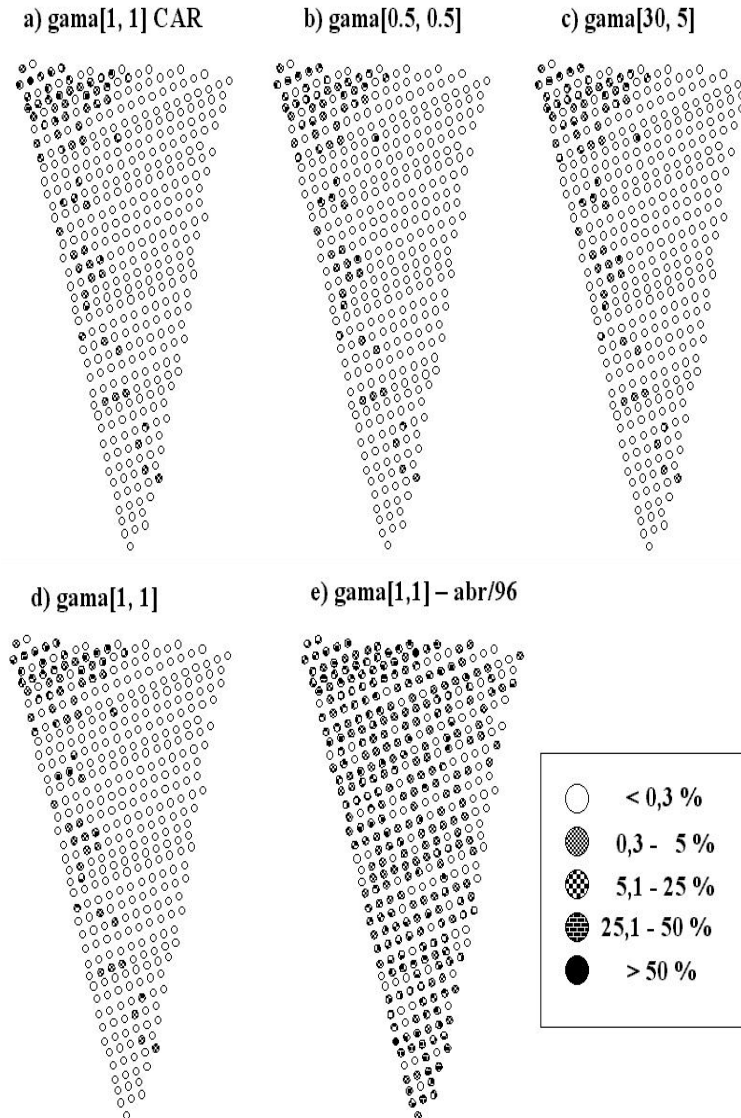 a) gama[1, 1] CAR
b) gama[0.5, 0.5]
c) gama[30, 5]
d) gama[1, 1]
e) gama[1,1] – abr/96
< 0,3 %
0,3 - 5 %
5,1 - 25 %
25,1 - 50 %
> 50 %